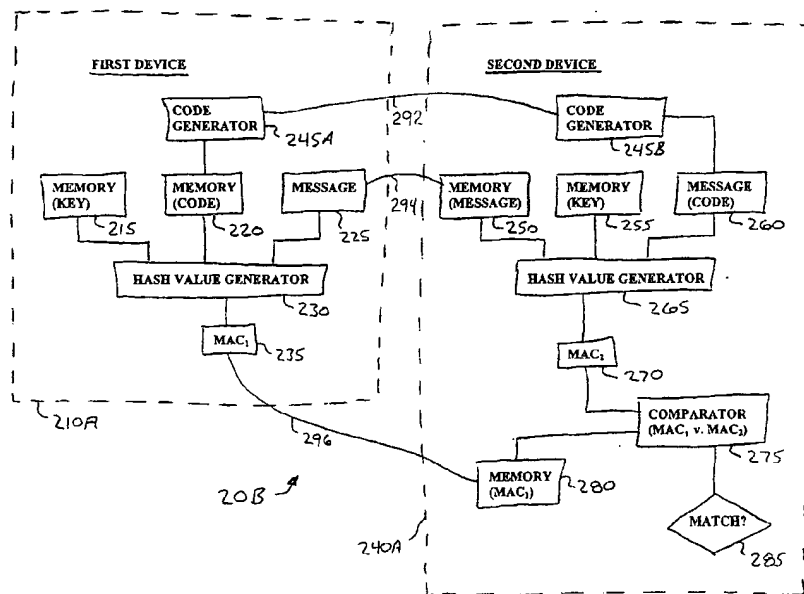 FIRST DEVICE
CODE
GENERATOR
245A
MEMORY
(KEY)
215
MEMORY
(CODE)
220
MESSAGE
225
HASH VALUE GENERATOR
230
MAC₁
235
210A
292
294
296
20B
SECOND DEVICE
CODE
GENERATOR
245B
MEMORY
(MESSAGE)
250
MEMORY
(KEY)
255
MESSAGE
(CODE)
260
HASH VALUE GENERATOR
265
MAC₂
270
COMPARATOR
(MAC₁ v. MAC₂)
275
MEMORY
(MAC₁)
280
MATCH?
285
240A